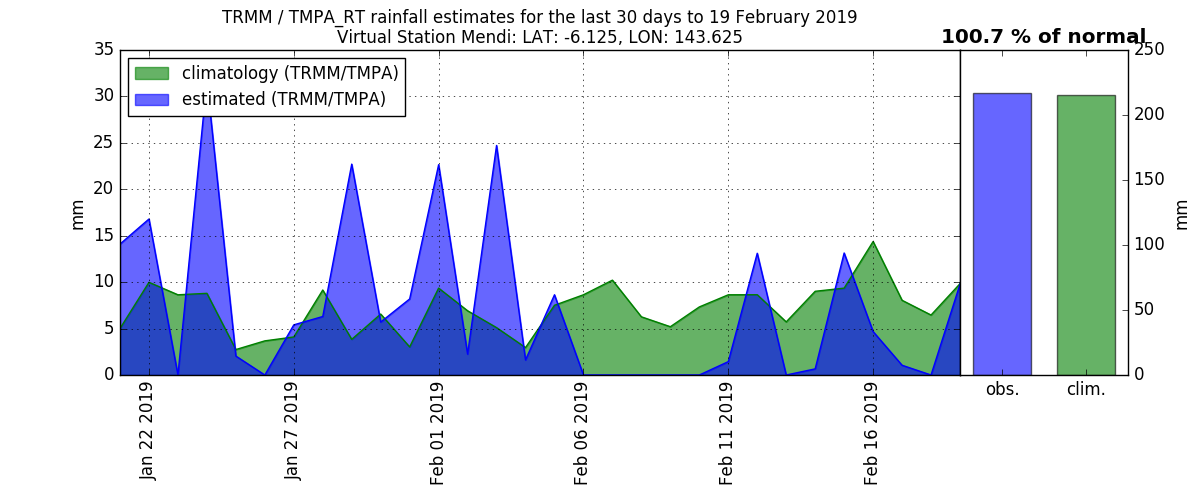 TRMM / TMPA_RT rainfall estimates for the last 30 days to 19 February 2019
Virtual Station Mendi: LAT: -6.125, LON: 143.625
100.7 % of normal
climatology (TRMM/TMPA)
estimated (TRMM/TMPA)
35
30
25
20
15
10
5
0
mm
Jan 22 2019
Jan 27 2019
Feb 01 2019
Feb 06 2019
Feb 11 2019
Feb 16 2019
obs.
clim.
250
200
150
100
50
0
mm